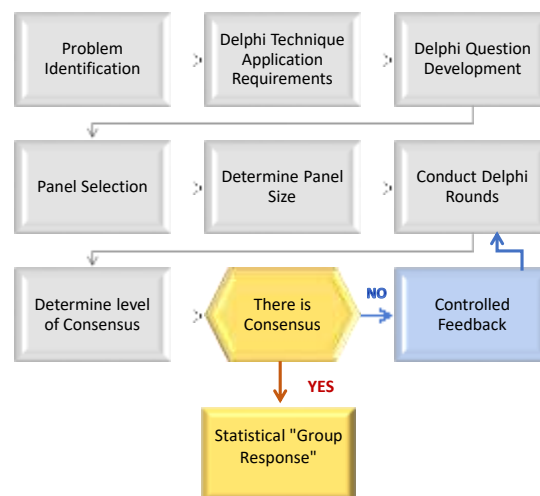 Problem
Identification
Delphi Technique
Application
Requirements
Delphi Question
Development
Panel Selection
Determine Panel
Size
Conduct Delphi
Rounds
Determine level
of Consensus
There is
Consensus
NO
Controlled
Feedback
YES
Statistical "Group
Response"